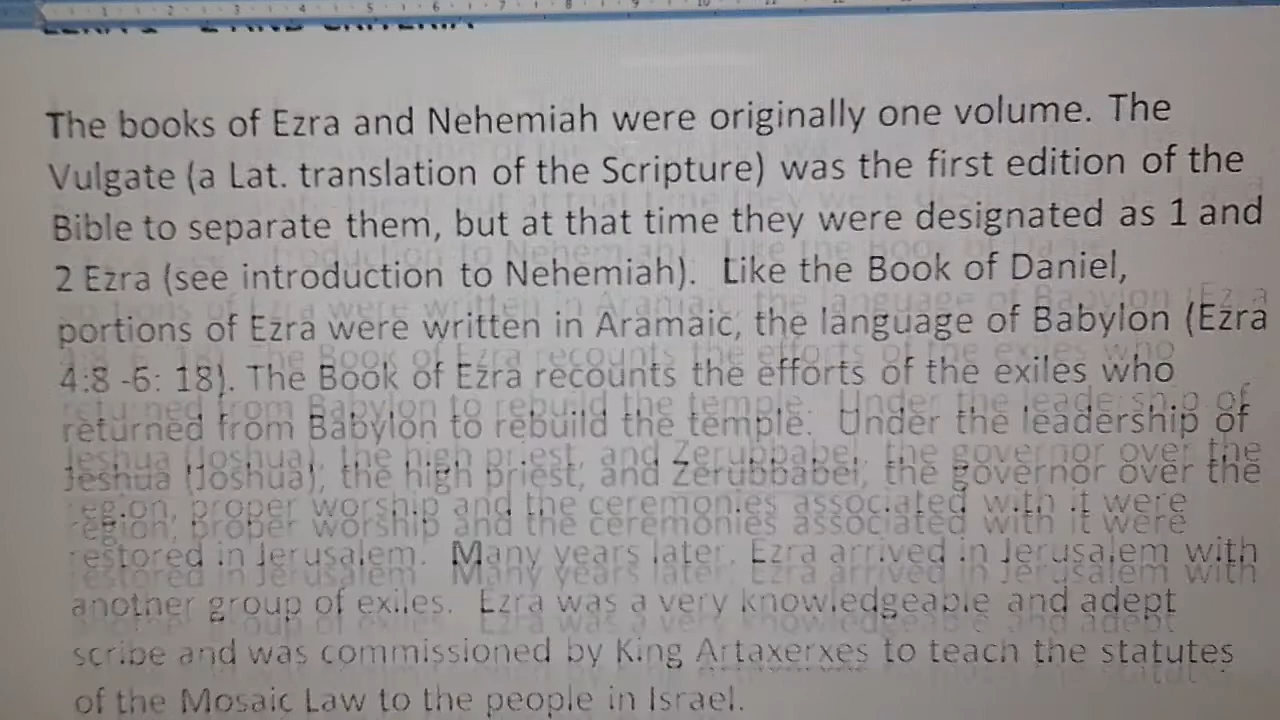 The books of Ezra and Nehemiah were originally one volume. The
Vulgate (a Lat. translation of the Scripture) was the first edition of the
Bible to separate them, but at that time they were designated as 1 and
2 Ezra (see introduction to Nehemiah). Like the Book of Daniel,
portions of Ezra were written in Aramaic, the language of Babylon (Ezra
4:8 -6: 18). The Book of Ezra recounts the efforts of the exiles who
returned from Babylon to rebuild the temple. Under the leadership of
Jeshua (Joshua), the high priest, and Zerubbabel, the governor over the
region, proper worship and the ceremonies associated with it were
restored in Jerusalem. Many years later, Ezra arrived in Jerusalem with
another group of exiles. Ezra was a very knowledgeable and adept
scribe and was commissioned by King Artaxerxes to teach the statutes
of the Mosaic Law to the people in Israel.